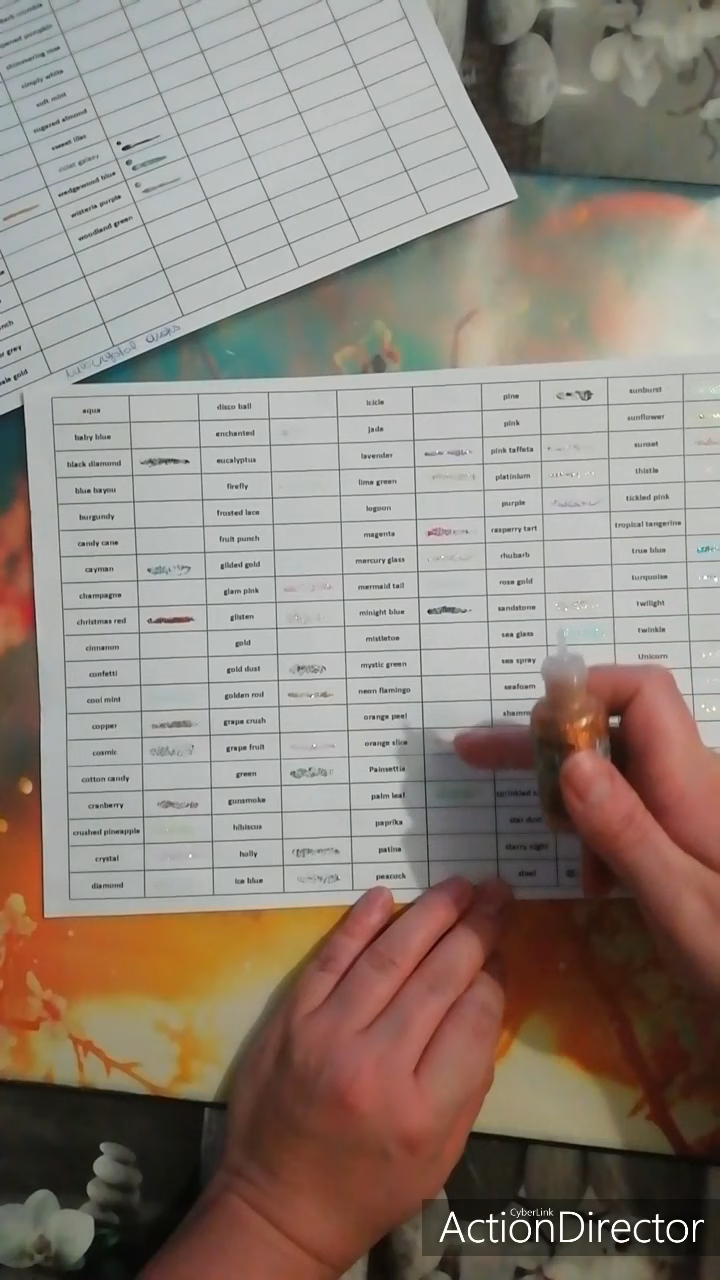 simply white
soft mint
sugared almond
sweet lilac
wedgewood blue
wisteria purple
woodland green
aqua disco ball icicle pine sunburst
baby blue enchanted jade pink sunflower
black diamond eucalyptus lavender pink taffeta sunset
blue bayou firefly lime green platinium thistle
burgundy frosted lace logoon purple tickled pink
candy cane fruit punch magenta rasperry tart tropical tangerine
cayman gilded gold mercury glass rhubarb true blue
champagne glam pink mermaid tail rose gold turquoise
christmas red glisten minight blue sandstone twilight
cinnamon gold mistletoe sea glass twinkle
confetti gold dust mystic green sea spray Unicorn
cool mint golden rod neon flamingo seafoam
copper grape crush orange peel
cosmic grape fruit orange slice
cotton candy green Painsettia
cranberry gunsmoke palm leaf
crushed pineapple hibiscus paprika star dust
crystal holly patina starry night
diamond ice blue peacock steel
CyberLink
ActionDirector